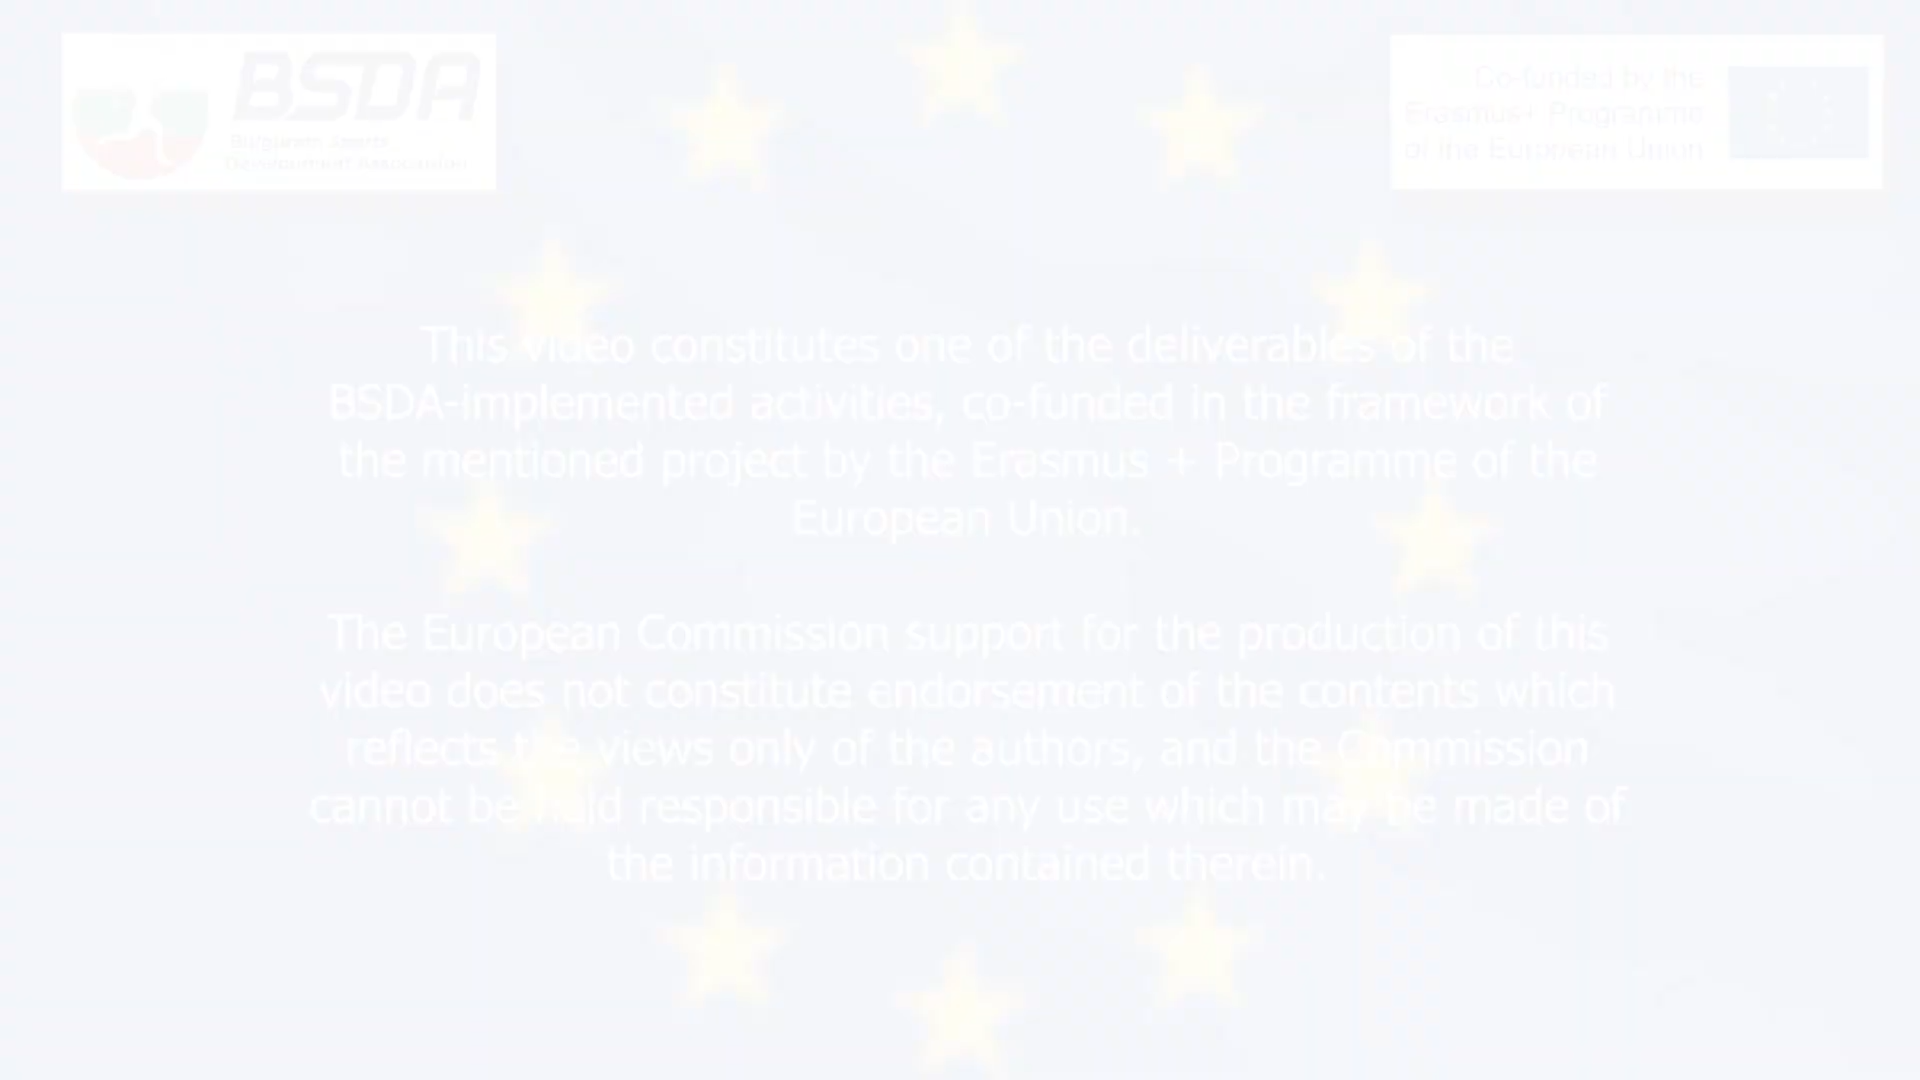 BSDA
Bulgarian Sports
Development Association
Co-funded by the
Erasmus+ Programme
of the European Union
This video constitutes one of the deliverables of the
BSDA-implemented activities, co-funded in the framework of
the mentioned project by the Erasmus + Programme of the
European Union.
The European Commission support for the production of this
video does not constitute endorsement of the contents which
reflects the views only of the authors, and the Commission
cannot be held responsible for any use which may be made of
the information contained therein.